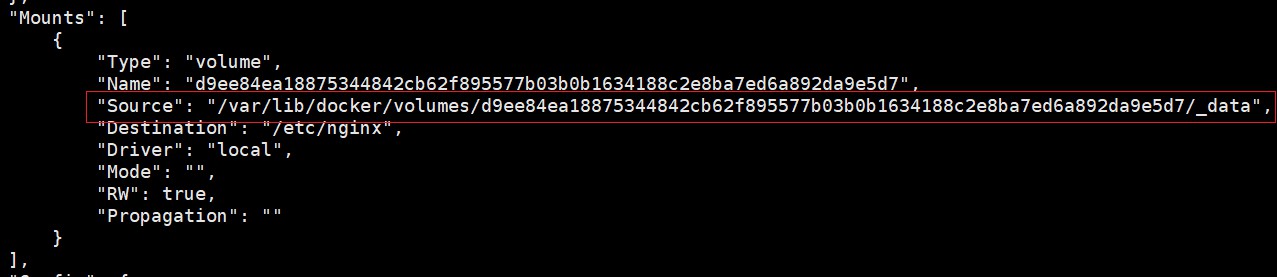 },
"Mounts": [
{
"Type": "volume",
"Name": "d9ee84ea18875344842cb62f895577b03b0b1634188c2e8ba7ed6a892da9e5d7",
"Source": "/var/lib/docker/volumes/d9ee84ea18875344842cb62f895577b03b0b1634188c2e8ba7ed6a892da9e5d7/_data",
"Destination": "/etc/nginx",
"Driver": "local",
"Mode": "",
"RW": true,
"Propagation": ""
}
],